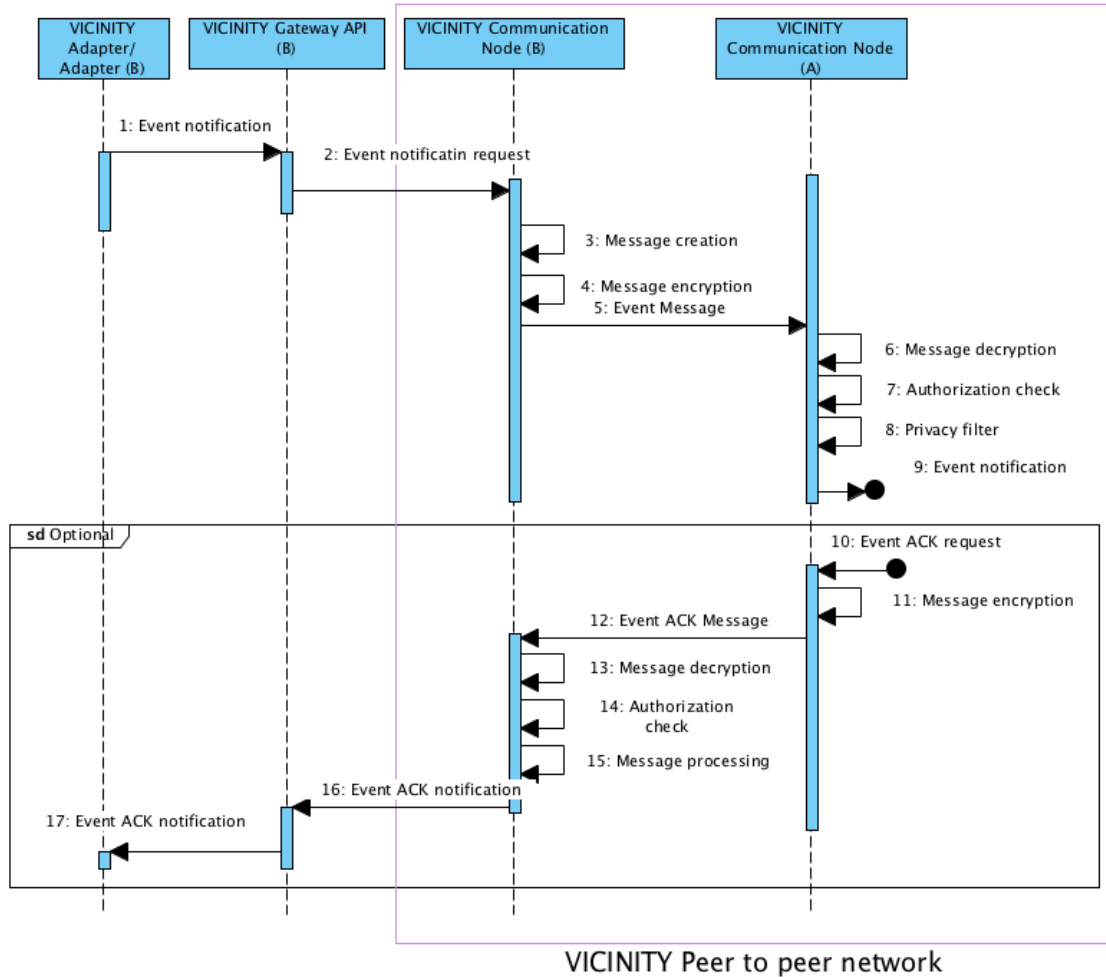 VICINITY
Adapter/
Adapter (B)
VICINITY Gateway API
(B)
VICINITY Communication
Node (B)
VICINITY
Communication Node
(A)
1: Event notification
2: Event notificatin request
3: Message creation
4: Message encryption
5: Event Message
6: Message decryption
7: Authorization check
8: Privacy filter
9: Event notification
sd Optional
10: Event ACK request
11: Message encryption
12: Event ACK Message
13: Message decryption
14: Authorization
check
15: Message processing
16: Event ACK notification
17: Event ACK notification
VICINITY Peer to peer network